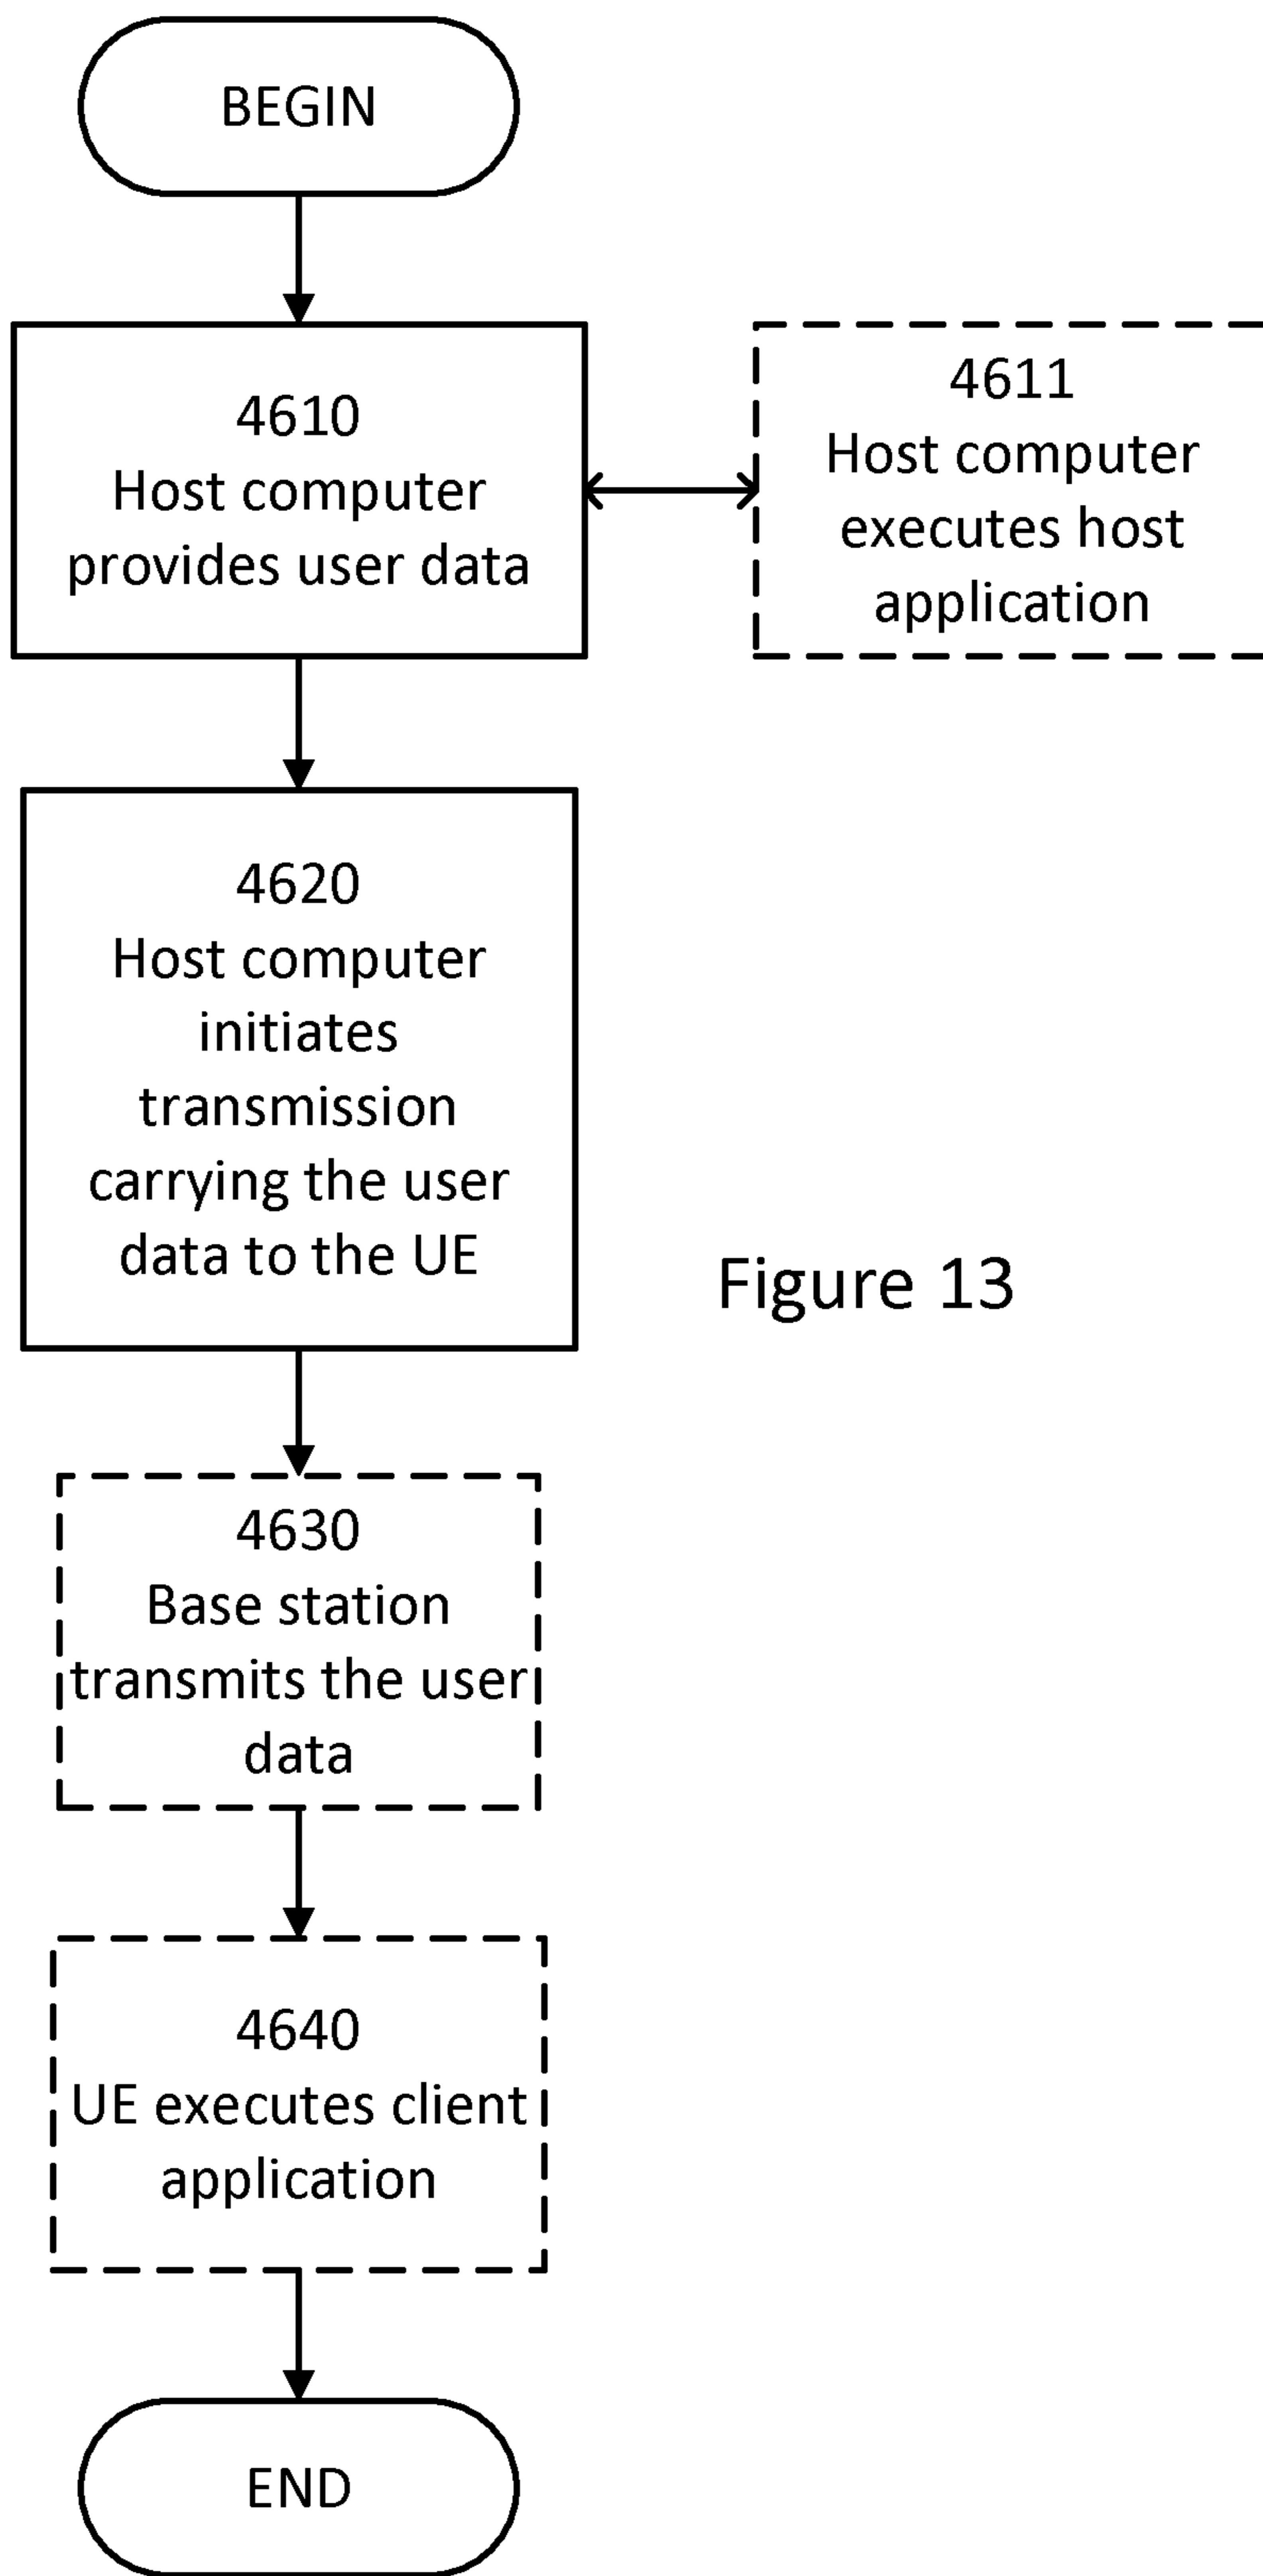 BEGIN
4610
Host computer
provides user data
4611
Host computer
executes host
application
4620
Host computer
initiates
transmission
carrying the user
data to the UE
Figure 13
4630
Base station
transmits the user
data
4640
UE executes client
application
END